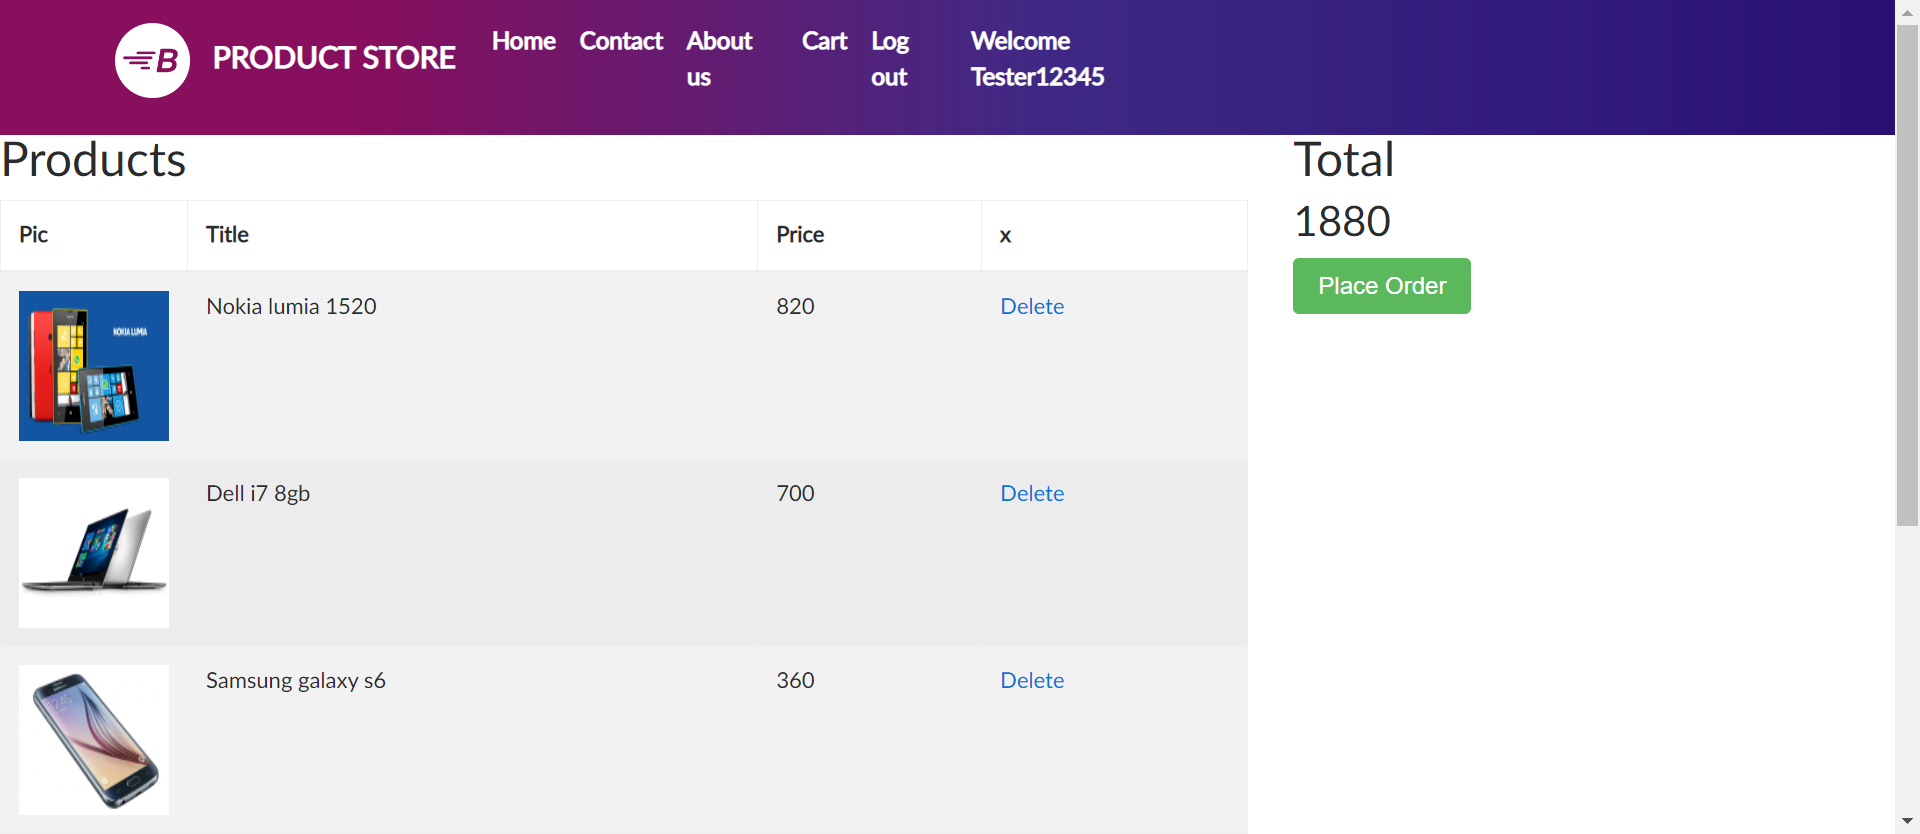 B PRODUCT STORE Home Contact About us Cart Log out Welcome Tester12345
Products
Total
1880
Place Order
Pic Title Price x
NOKIA LUMIA
Nokia lumia 1520 820 Delete
Dell i7 8gb 700 Delete
Samsung galaxy s6 360 Delete